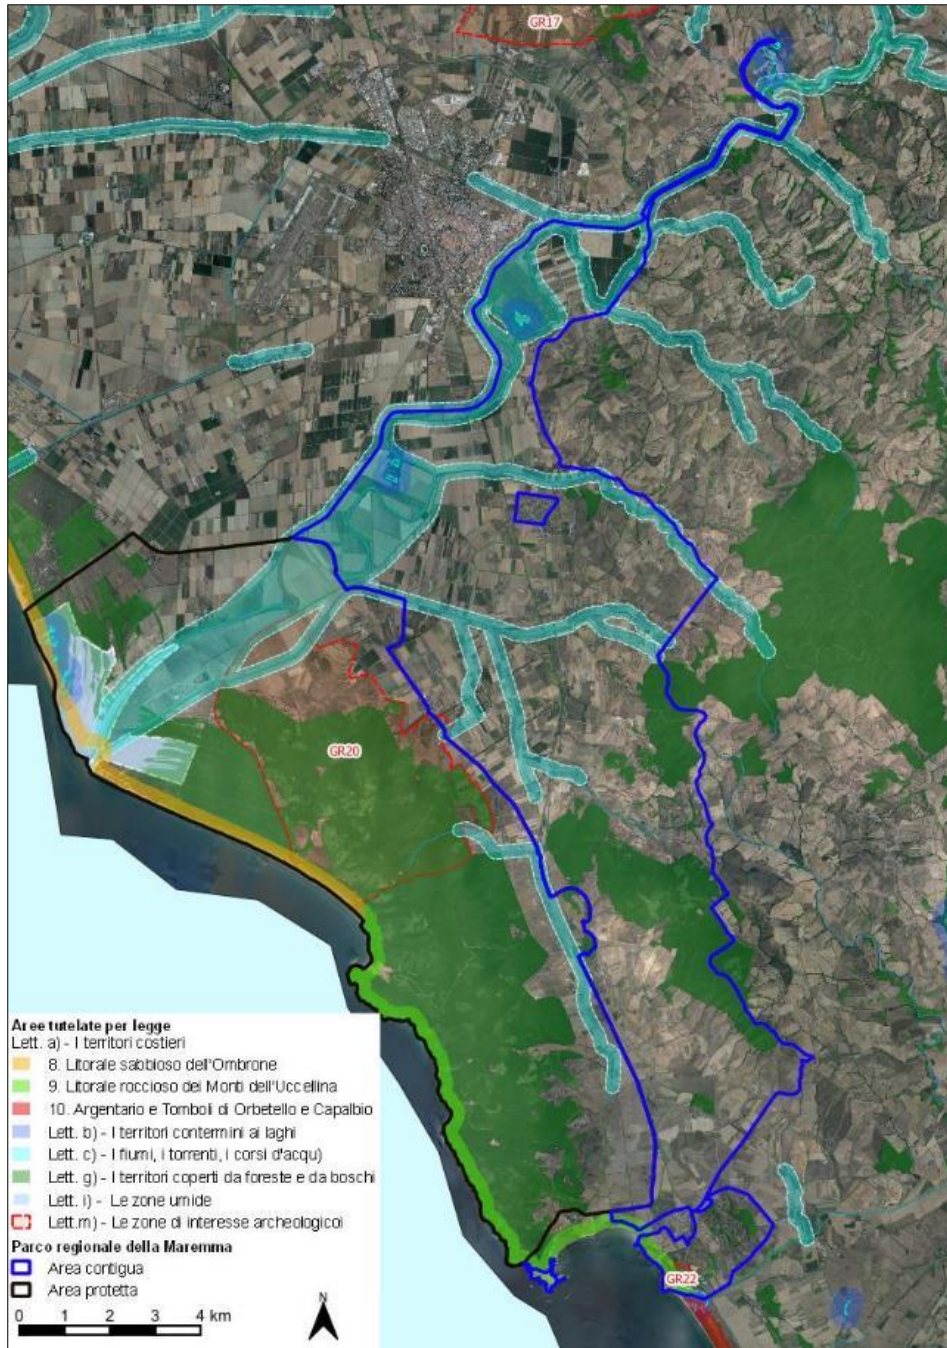 GR17
GR20
GR22
Aree tutelate per legge
Lett. a) - I territori costieri
8. Litorale sabbioso dell'Ombrone
9. Litorale roccioso dei Monti dell'Uccellina
10. Argentario e Tomboli di Orbetello e Capalbio
Lett. b) - I territori contermini ai laghi
Lett. c) - I fiumi, i torrenti, i corsi d'acqu)
Lett. g) - I territori coperti da foreste e da boschi
Lett. i) - Le zone umide
Lett.m) - Le zone di interesse archeologicoi
Parco regionale della Maremma
Area contigua
Area protetta
0 1 2 3 4 km
N